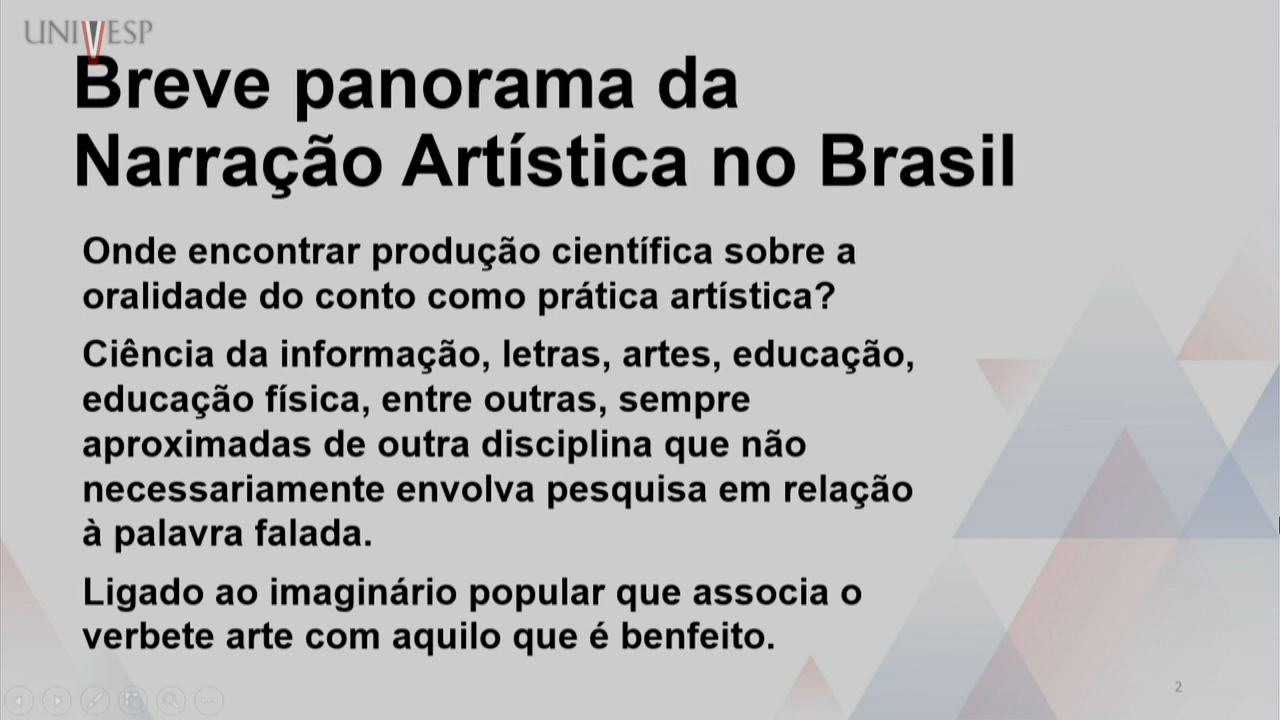 UNIVESP
Breve panorama da
Narração Artística no Brasil
Onde encontrar produção científica sobre a
oralidade do conto como prática artística?
Ciência da informação, letras, artes, educação,
educação física, entre outras, sempre
aproximadas de outra disciplina que não
necessariamente envolva pesquisa em relação
à palavra falada.
Ligado ao imaginário popular que associa o
verbete arte com aquilo que é benfeito.
2